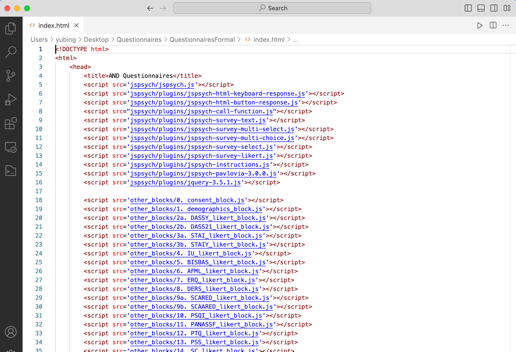 Search
index.html
Users > yubing > Desktop > Questionnaires > QuestionnairesFormal > index.html > ...
1 <!DOCTYPE html>
2 <html>
3 <head>
4 <title>AND Questionnaires</title>
5 <script src='jspsych/jspsych.js'></script>
6 <script src='jspsych/plugins/jspsych-html-keyboard-response.js'></script>
7 <script src='jspsych/plugins/jspsych-html-button-response.js'></script>
8 <script src='jspsych/plugins/jspsych-call-function.js"></script>
9 <script src='jspsych/plugins/jspsych-survey-text.js'></script>
10 <script src='jspsych/plugins/jspsych-survey-multi-select.js'></script>
11 <script src='jspsych/plugins/jspsych-survey-multi-choice.js'></script>
12 <script src='jspsych/plugins/jspsych-survey-select.js'></script>
13 <script src='jspsych/plugins/jspsych-survey-likert.js'></script>
14 <script src='jspsych/plugins/jspsych-instructions.js'></script>
15 <script src='jspsych/plugins/jspsych-pavlovia-3.0.0.js'></script>
16 <script src='jspsych/plugins/jquery-3.5.1.js'></script>
17
18 <script src='other_blocks/0. consent_block.js'></script>
19 <script src='other_blocks/1. demographics_block.js'></script>
20 <script src='other_blocks/2a. DASSY_likert_block.js'></script>
21 <script src='other_blocks/2b. DASS21_likert_block.js'></script>
22 <script src='other_blocks/3a. STAI_likert_block.js'></script>
23 <script src='other_blocks/3b. STAIY_likert_block.js'></script>
24 <script src='other_blocks/4. IU_likert_block.js'></script>
25 <script src='other_blocks/5. BISBAS_likert_block.js'></script>
26 <script src='other_blocks/6. AFML_likert_block.js'></script>
27 <script src='other_blocks/7. ERQ_likert_block.js'></script>
28 <script src='other_blocks/8. DERS_likert_block.js'></script>
29 <script src='other_blocks/9a. SCARED_likert_block.js'></script>
30 <script src='other_blocks/9b. SCAARED_likert_block.js'></script>
31 <script src='other_blocks/10. PSQI_likert_block.js'></script>
32 <script src='other_blocks/11. PANASSF_likert_block.js'></script>
33 <script src='other_blocks/12. PTQ_likert_block.js'></script>
34 <script src='other_blocks/13. PSS_likert_block.js'></script>
35 <script src='other_blocks/14. SC_likert_block.js'></script>